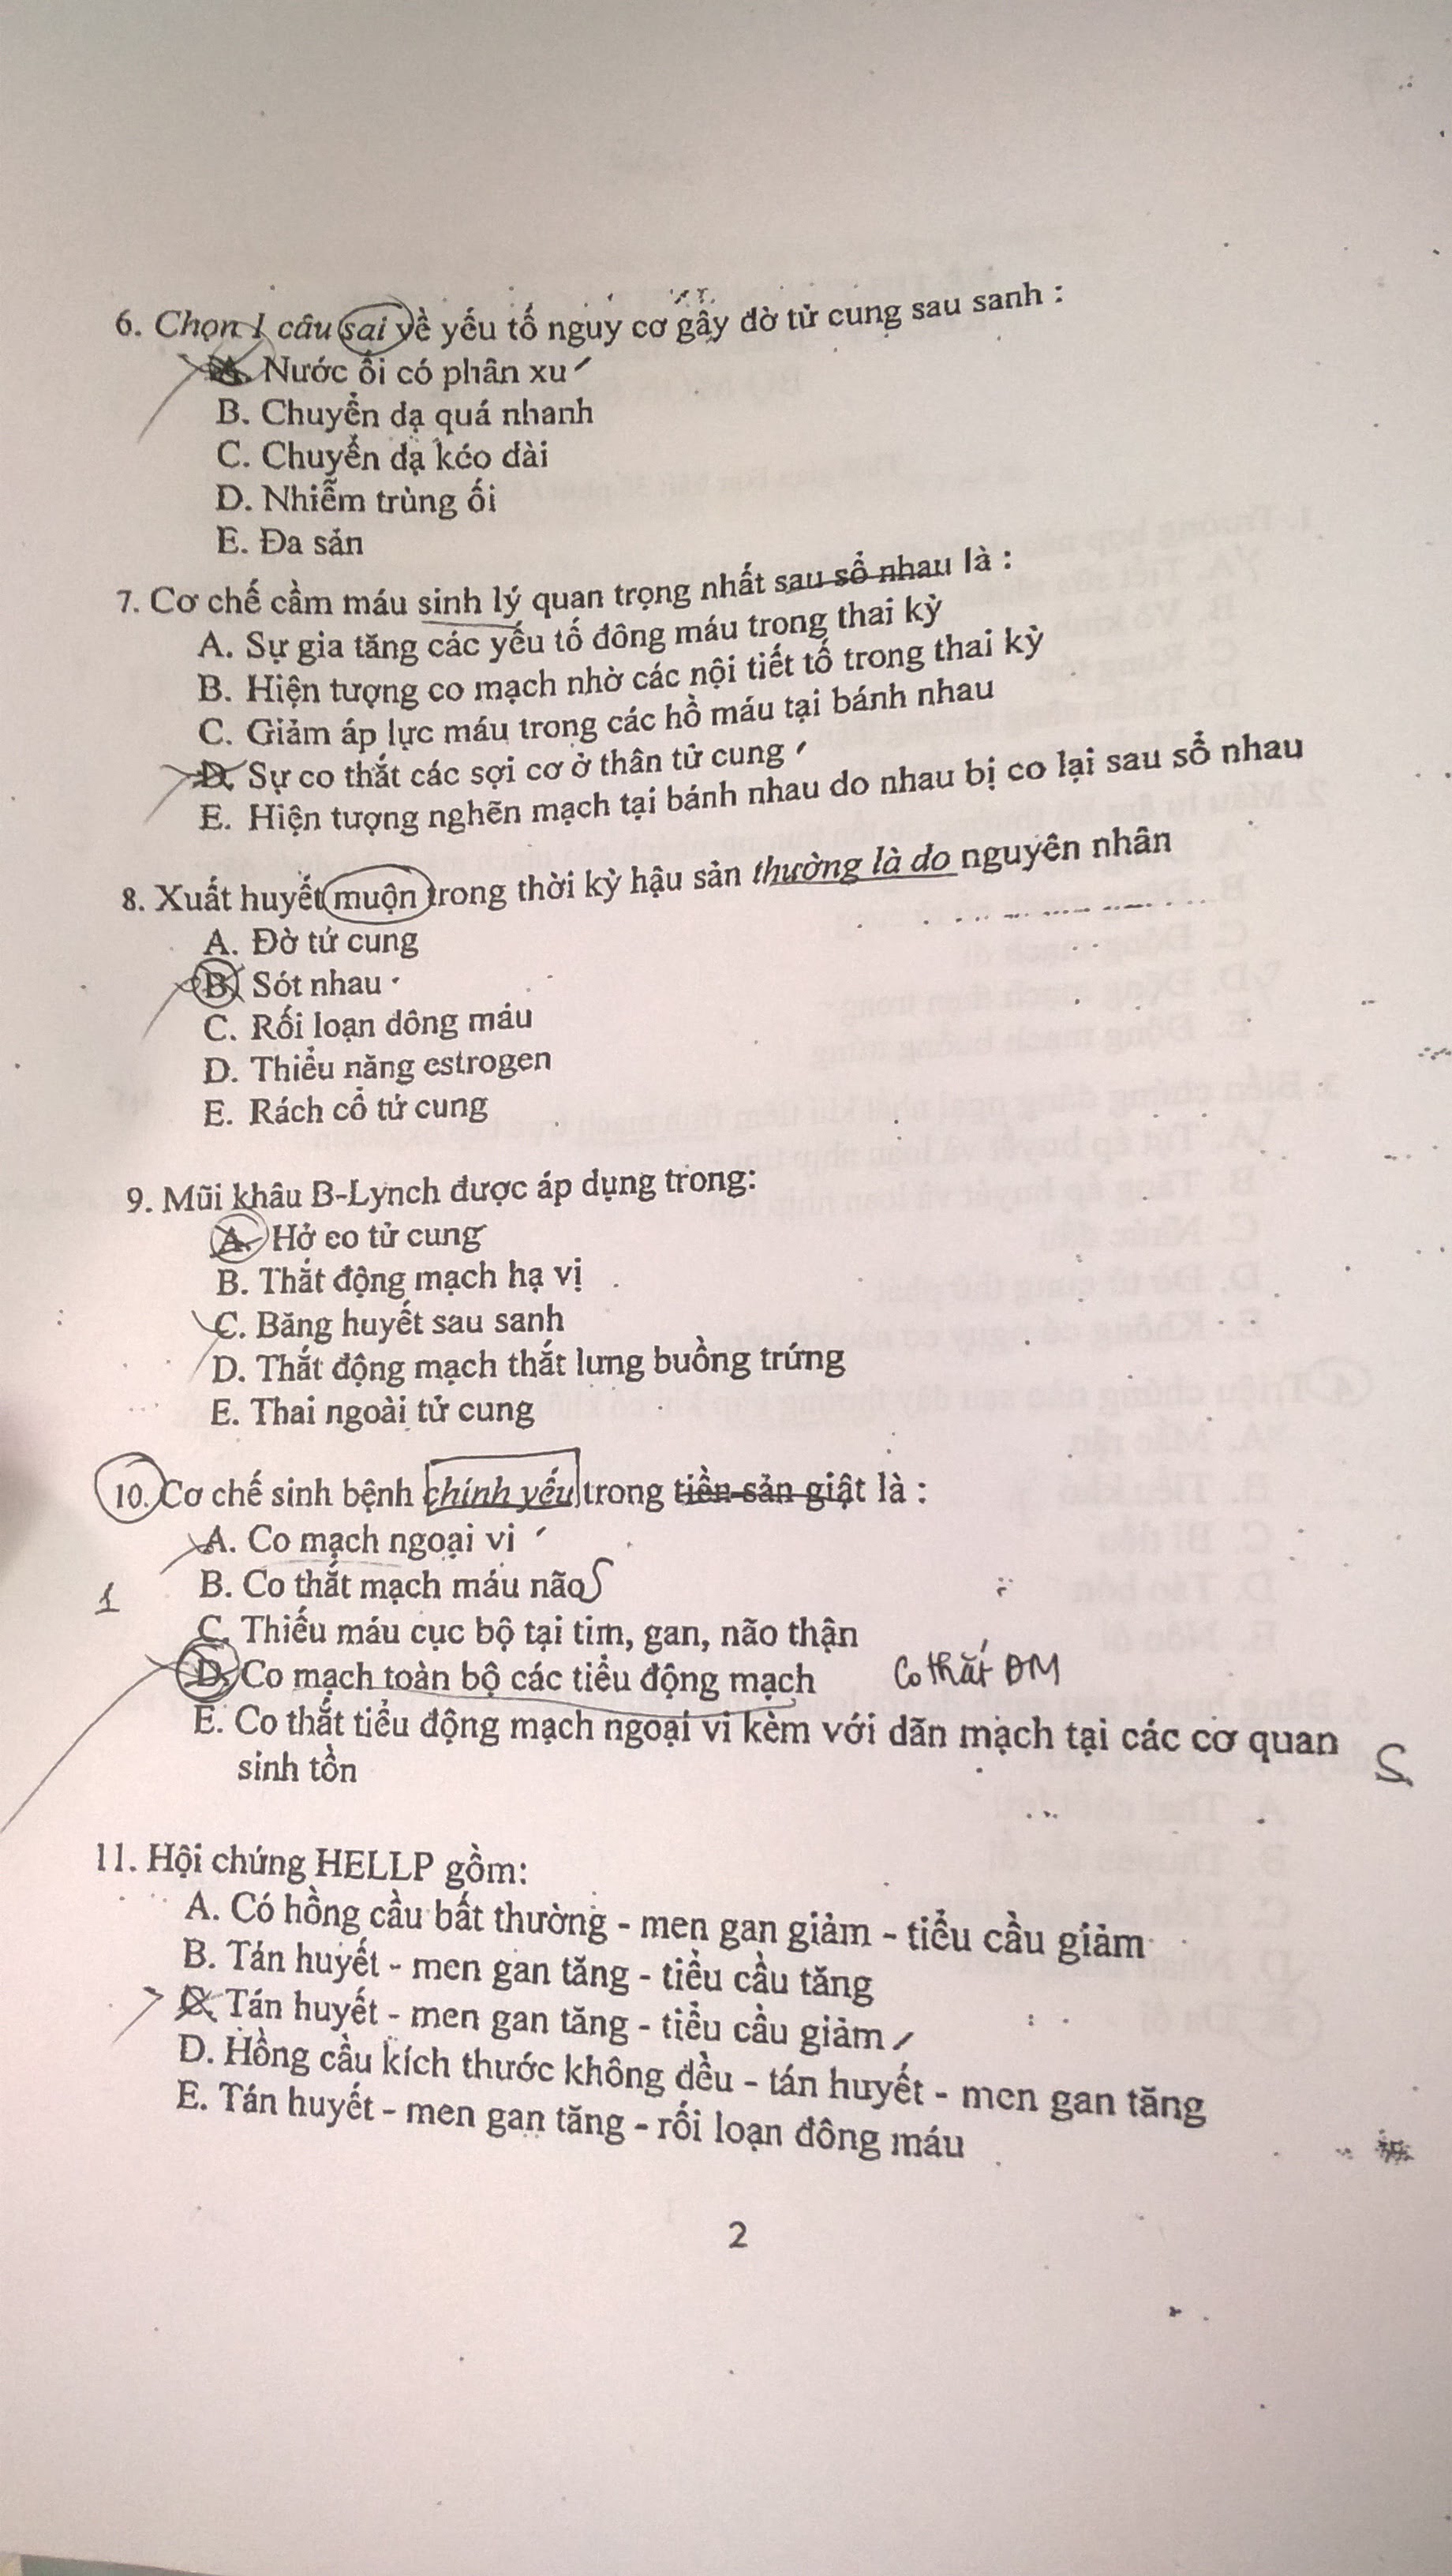 6. Chọn 1 câu sai về yếu tố nguy cơ gây đờ tử cung sau sanh :
A. Nước ối có phân xu
B. Chuyển dạ quá nhanh
C. Chuyển dạ kéo dài
D. Nhiễm trùng ối
E. Đa sản
7. Cơ chế cầm máu sinh lý quan trọng nhất sau sổ nhau là :
A. Sự gia tăng các yếu tố đông máu trong thai kỳ
B. Hiện tượng co mạch nhờ các nội tiết tố trong thai kỳ
C. Giảm áp lực máu trong các hồ máu tại bánh nhau
D. Sự co thắt các sợi cơ ở thân tử cung
E. Hiện tượng nghẽn mạch tại bánh nhau do nhau bị co lại sau sổ nhau
8. Xuất huyết muộn trong thời kỳ hậu sản thường là do nguyên nhân
A. Đờ tử cung
B. Sót nhau
C. Rối loạn đông máu
D. Thiểu năng estrogen
E. Rách cổ tử cung
9. Mũi khâu B-Lynch được áp dụng trong:
A. Hở eo tử cung
B. Thắt động mạch hạ vị
C. Băng huyết sau sanh
D. Thắt động mạch thắt lưng buồng trứng
E. Thai ngoài tử cung
10. Cơ chế sinh bệnh chính yếu trong tiền sản giật là :
A. Co mạch ngoại vi
B. Co thắt mạch máu não S
1
C. Thiếu máu cục bộ tại tim, gan, não thận
D. Co mạch toàn bộ các tiểu động mạch Co thắt ĐM
E. Co thắt tiểu động mạch ngoại vi kèm với dãn mạch tại các cơ quan
sinh tồn
11. Hội chứng HELLP gồm:
A. Có hồng cầu bất thường - men gan giảm - tiểu cầu giảm
B. Tán huyết - men gan tăng - tiểu cầu tăng
C. Tán huyết - men gan tăng - tiểu cầu giảm
D. Hồng cầu kích thước không đều - tán huyết - men gan tăng
E. Tán huyết - men gan tăng - rối loạn đông máu
2